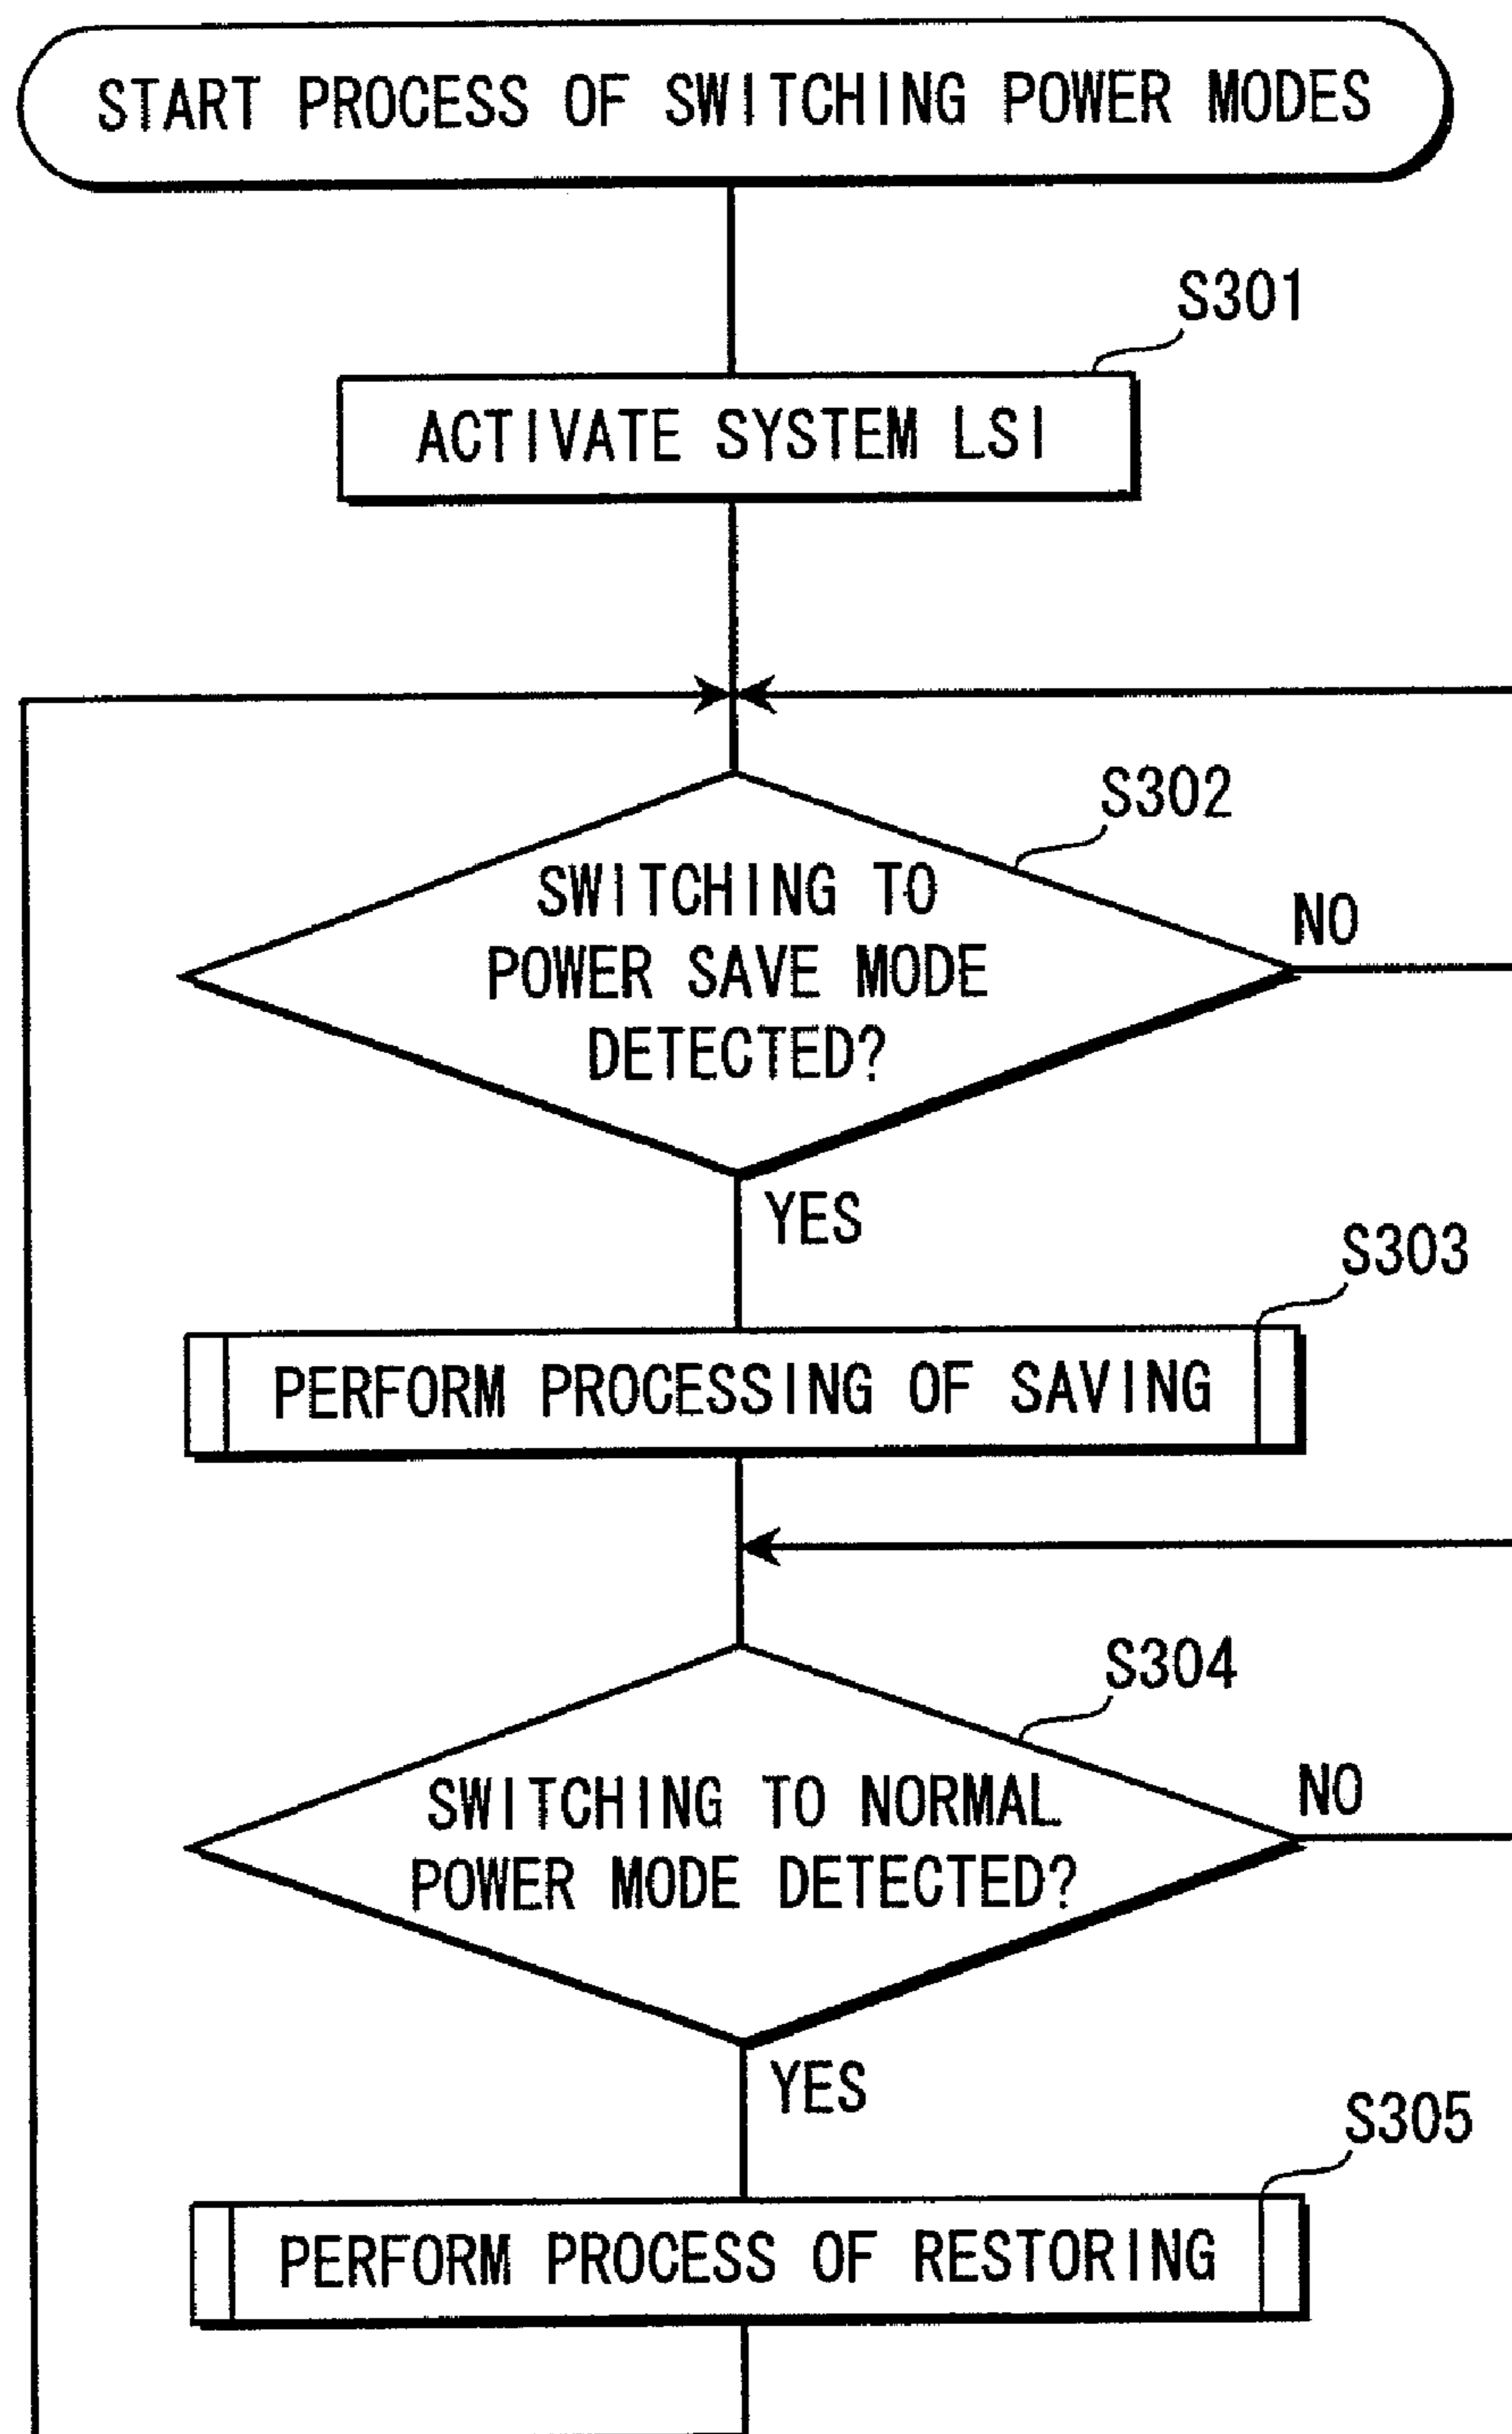 START PROCESS OF SWITCHING POWER MODES
S301
ACTIVATE SYSTEM LSI
S302
SWITCHING TO
POWER SAVE MODE
DETECTED?
NO
YES
S303
PERFORM PROCESSING OF SAVING
S304
SWITCHING TO NORMAL
POWER MODE DETECTED?
NO
YES
S305
PERFORM PROCESS OF RESTORING